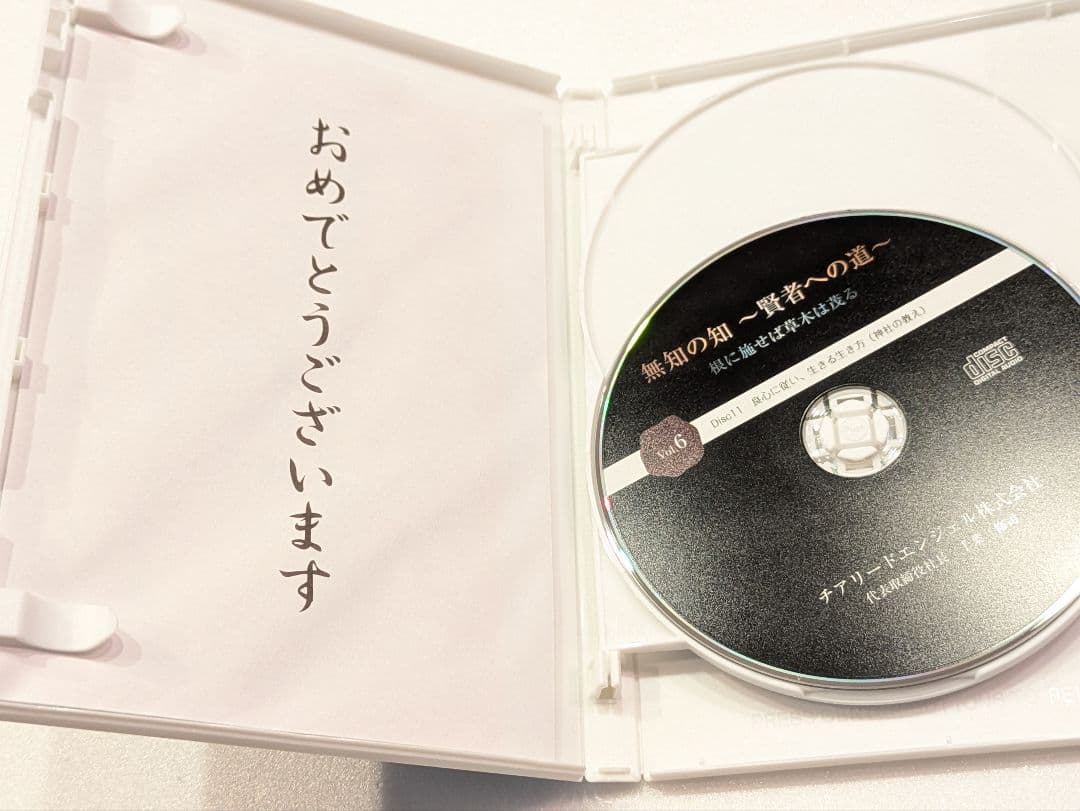 おめでとうございます
無知の知 〜賢者への道〜
根に施せば草木は茂る
Vol.6
Disc11 良心に従い、生きる生き方（神社の教え）
COMPACT
disc
DIGITAL AUDIO
チアリードエンジェル株式会社
代表取締役社長